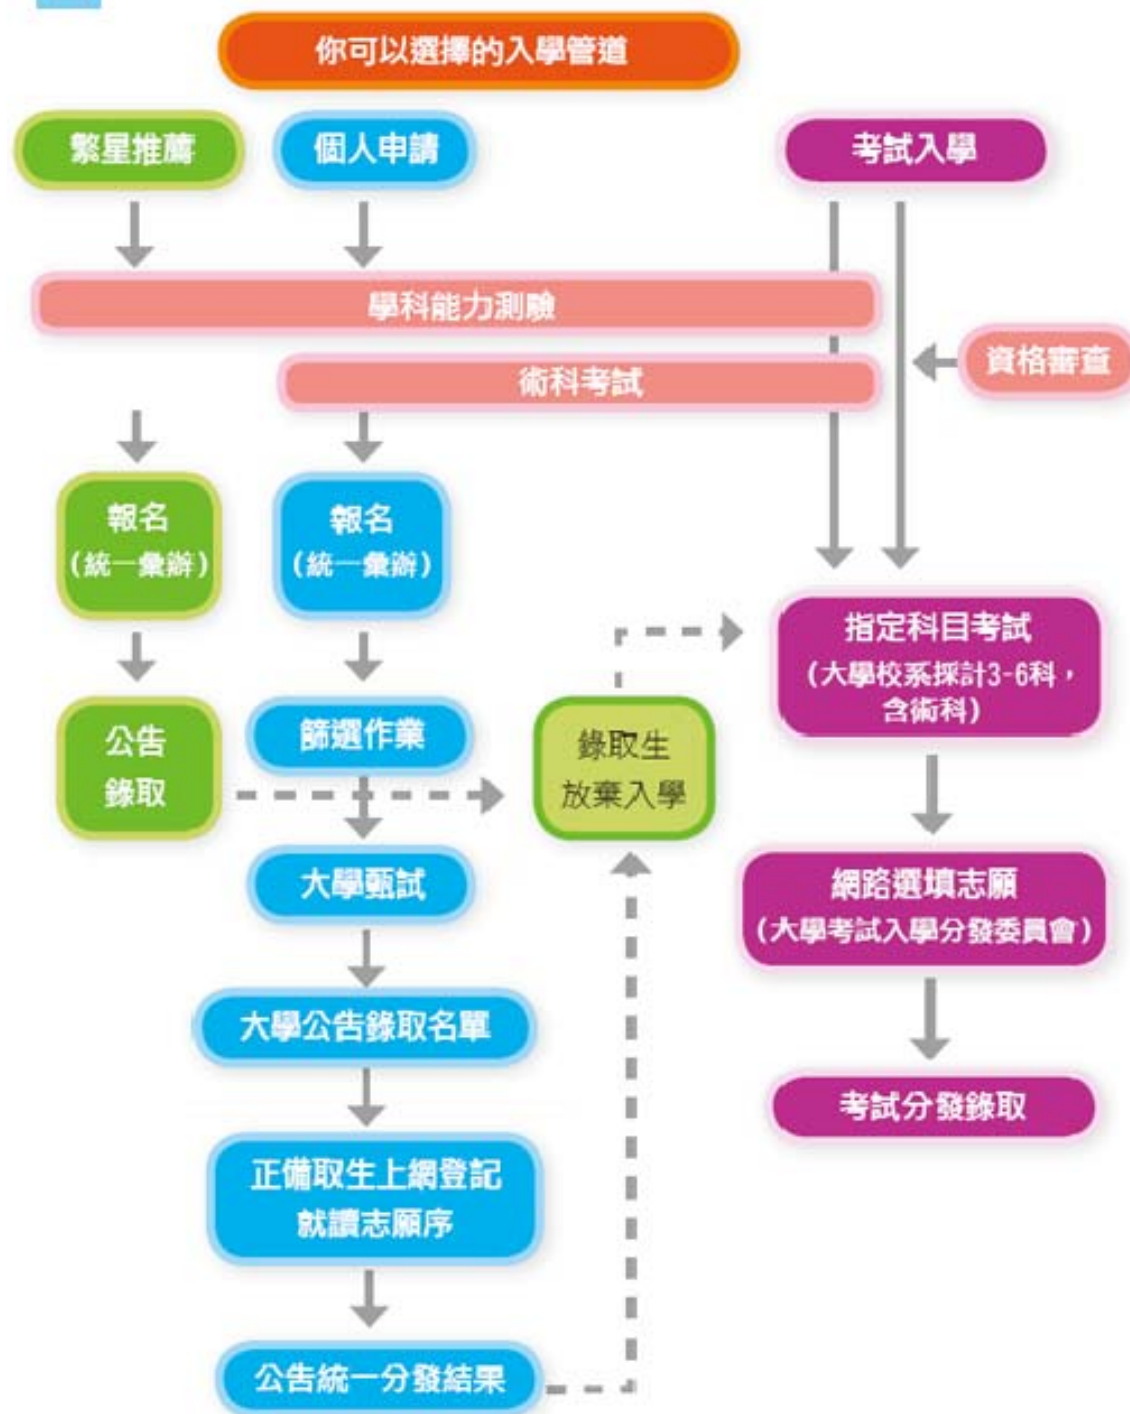 你可以選擇的入學管道
繁星推薦
個人申請
考試入學
學科能力測驗
術科考試
資格審查
報名
(統一彙辦)
報名
(統一彙辦)
公告
錄取
篩選作業
錄取生
放棄入學
指定科目考試
(大學校系採計3-6科，
含術科)
大學甄試
網路選填志願
(大學考試入學分發委員會)
大學公告錄取名單
考試分發錄取
正備取生上網登記
就讀志願序
公告統一分發結果